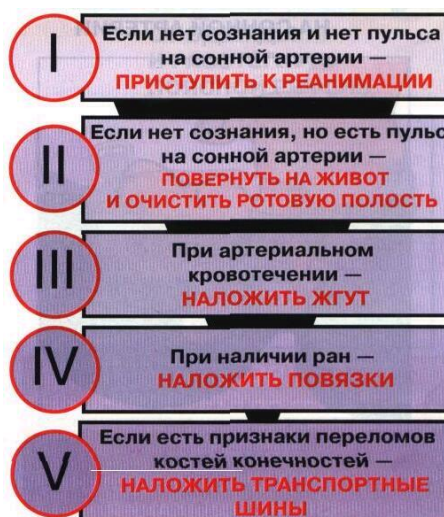 I
Если нет сознания и нет пульса
на сонной артерии —
ПРИСТУПИТЬ К РЕАНИМАЦИИ
II
Если нет сознания, но есть пульс
на сонной артерии —
ПОВЕРНУТЬ НА ЖИВОТ
И ОЧИСТИТЬ РОТОВУЮ ПОЛОСТЬ
III
При артериальном
кровотечении —
НАЛОЖИТЬ ЖГУТ
IV
При наличии ран —
НАЛОЖИТЬ ПОВЯЗКИ
V
Если есть признаки переломов
костей конечностей —
НАЛОЖИТЬ ТРАНСПОРТНЫЕ
ШИНЫ